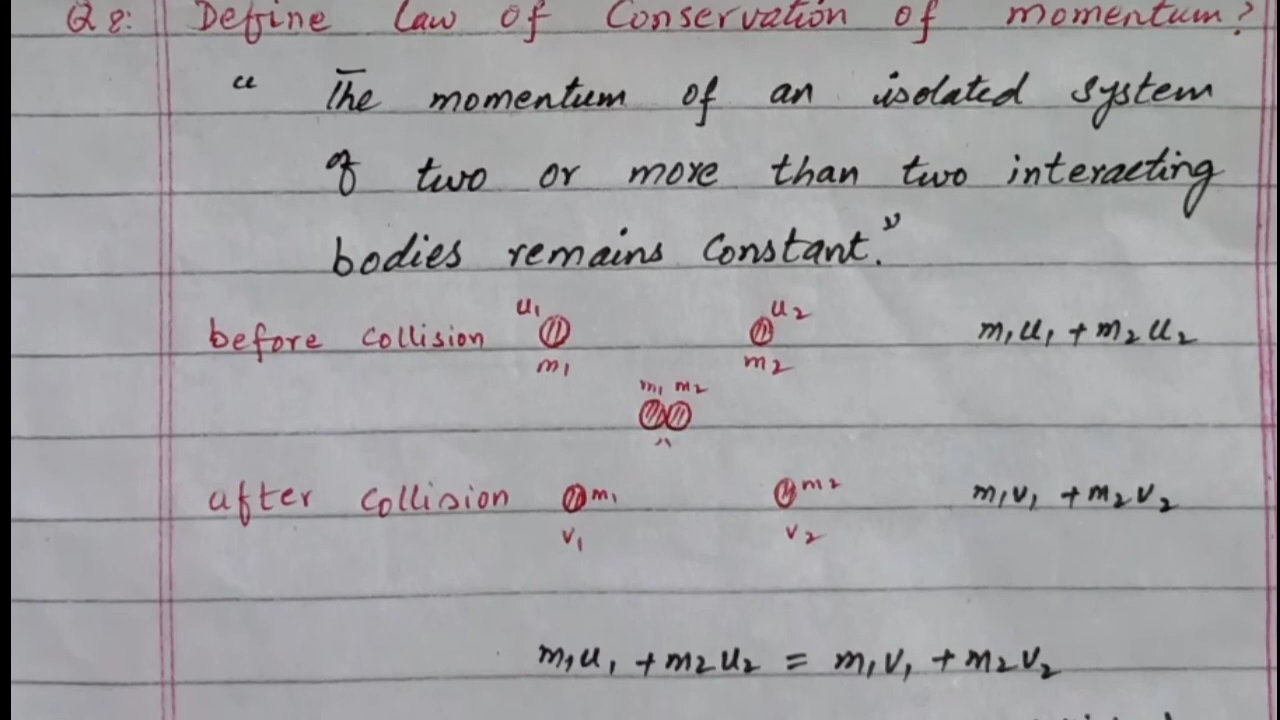 Q 8: Define Law of Conservation of momentum?
" The momentum of an isolated system
of two or more than two interacting
bodies remains constant."
before collision u₁ m₁ u₂ m₂ m₁u₁ + m₂u₂
m₁ m₂
after collision m₁ v₁ m₂ v₂ m₁v₁ + m₂v₂
m₁u₁ + m₂u₂ = m₁v₁ + m₂v₂